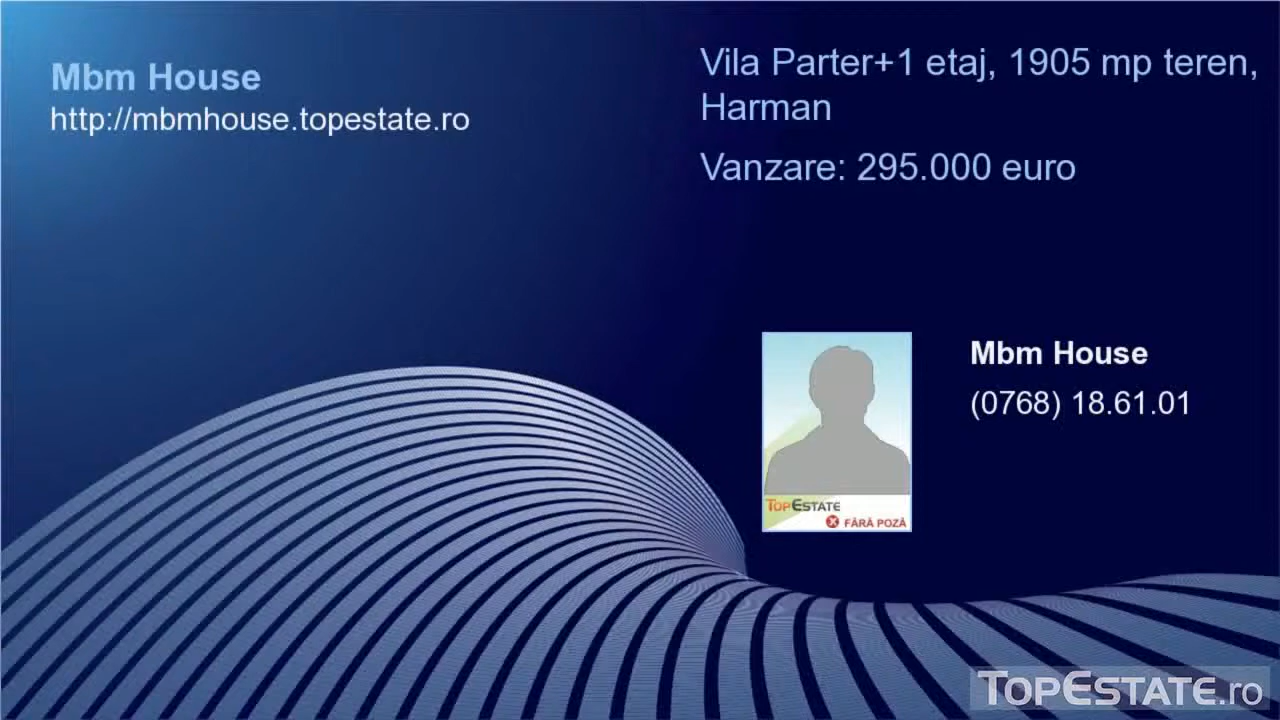 Mbm House
http://mbmhouse.topestate.ro
Vila Parter+1 etaj, 1905 mp teren,
Harman
Vanzare: 295.000 euro
Mbm House
(0768) 18.61.01
TOPESTATE
X FĂRĂ POZĂ
TOPESTATE.ro